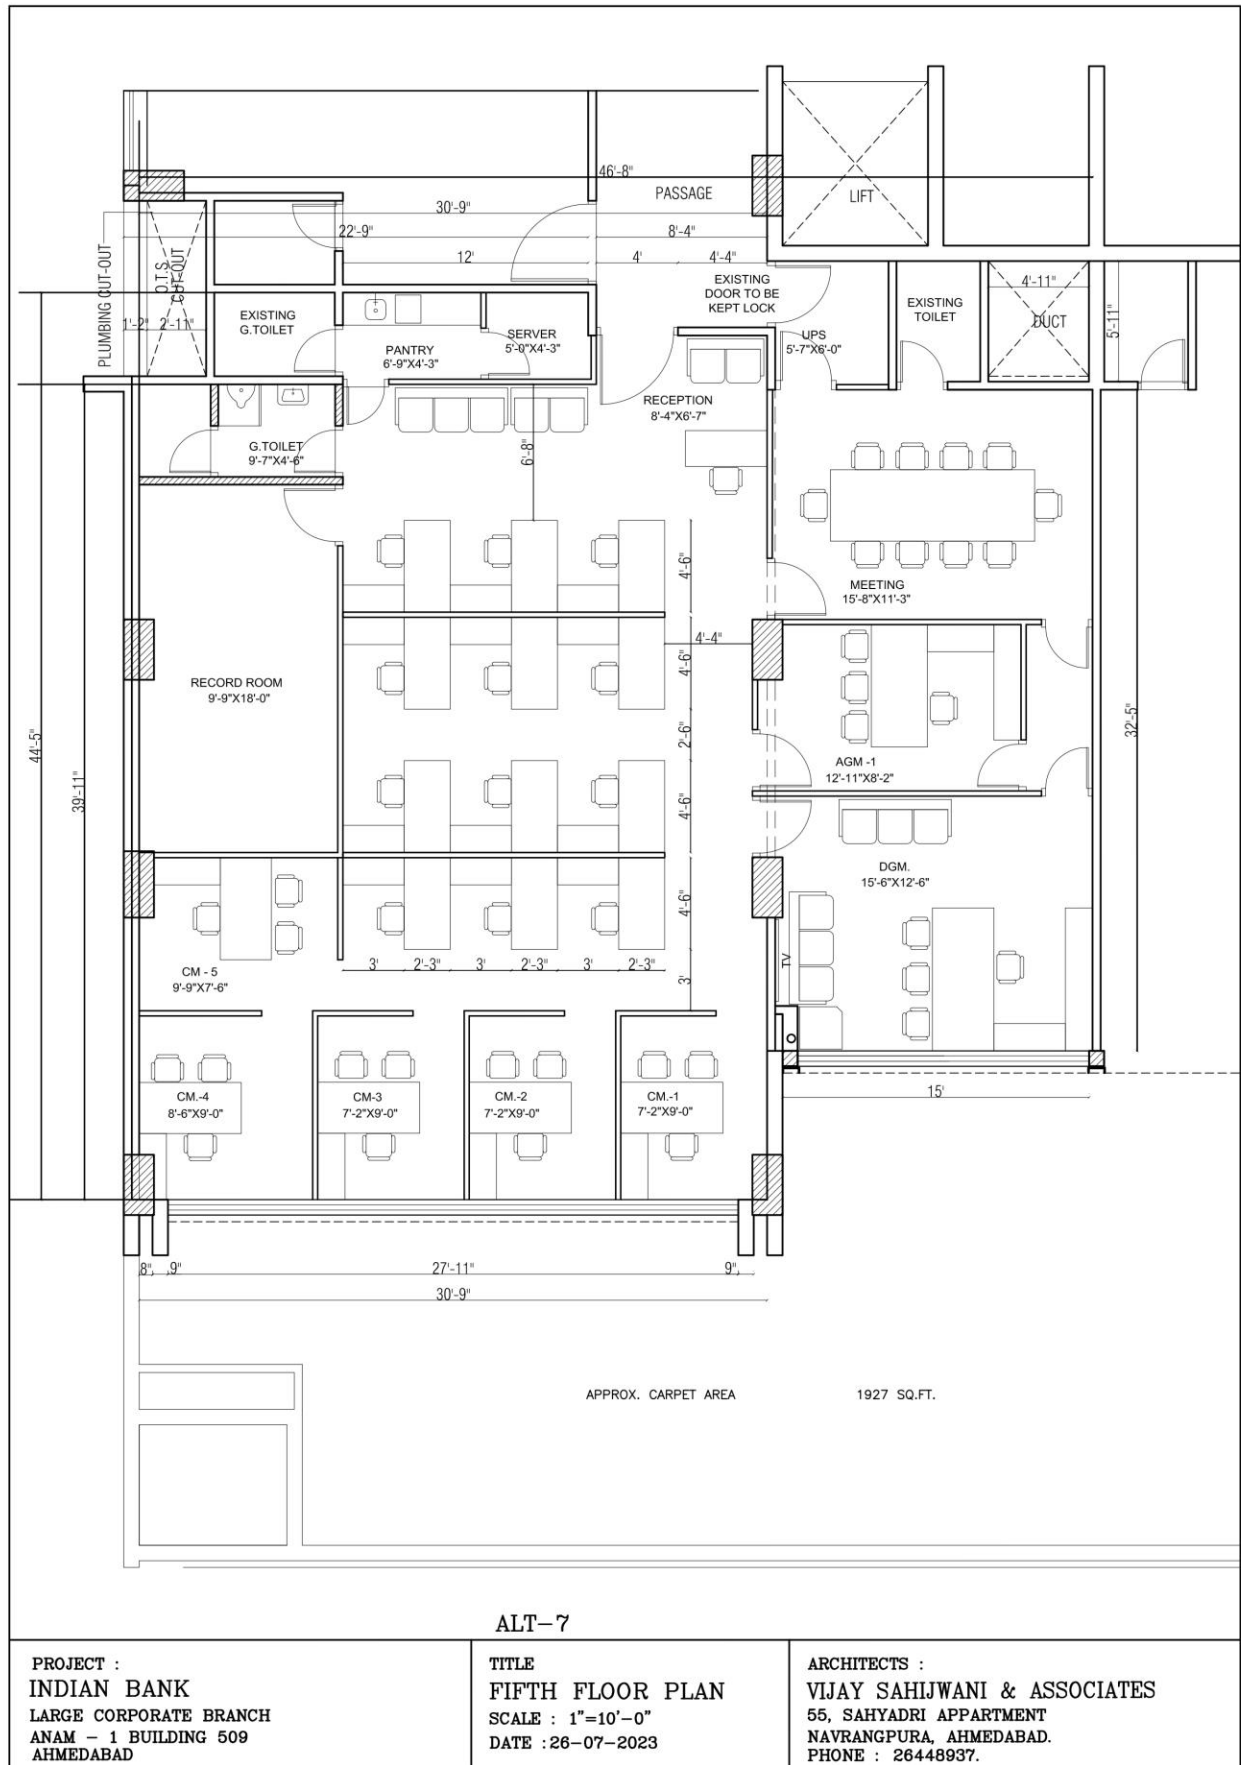 46'-8"
PASSAGE
LIFT
30'-9"
22'-9"
8'-4"
12'
4'
4'-4"
PLUMBING CUT-OUT
O.T.S.
CUT-OUT
EXISTING
DOOR TO BE
KEPT LOCK
4'-11"
EXISTING
TOILET
EXISTING
G.TOILET
1'-2"
2'-11"
DUCT
5'-11"
SERVER
5'-0"X4'-3"
UPS
5'-7"X6'-0"
PANTRY
6'-9"X4'-3"
RECEPTION
8'-4"X6'-7"
G.TOILET
9'-7"X4'-6"
6'-8"
4'-6"
MEETING
15'-8"X11'-3"
4'-4"
4'-6"
RECORD ROOM
9'-9"X18'-0"
44'-5"
39'-11"
32'-5"
2'-6"
AGM -1
12'-11"X8'-2"
4'-6"
DGM.
15'-6"X12'-6"
4'-6"
TV
CM - 5
9'-9"X7'-6"
3'
2'-3"
3'
2'-3"
3'
2'-3"
3'
CM.-4
8'-6"X9'-0"
CM-3
7'-2"X9'-0"
CM.-2
7'-2"X9'-0"
CM.-1
7'-2"X9'-0"
15'
8"
9"
27'-11"
9"
30'-9"
APPROX. CARPET AREA 1927 SQ.FT.
ALT-7
PROJECT :
INDIAN BANK
LARGE CORPORATE BRANCH
ANAM - 1 BUILDING 509
AHMEDABAD
TITLE
FIFTH FLOOR PLAN
SCALE : 1"=10'-0"
DATE :26-07-2023
ARCHITECTS :
VIJAY SAHIJWANI & ASSOCIATES
55, SAHYADRI APPARTMENT
NAVRANGPURA, AHMEDABAD.
PHONE : 26448937.